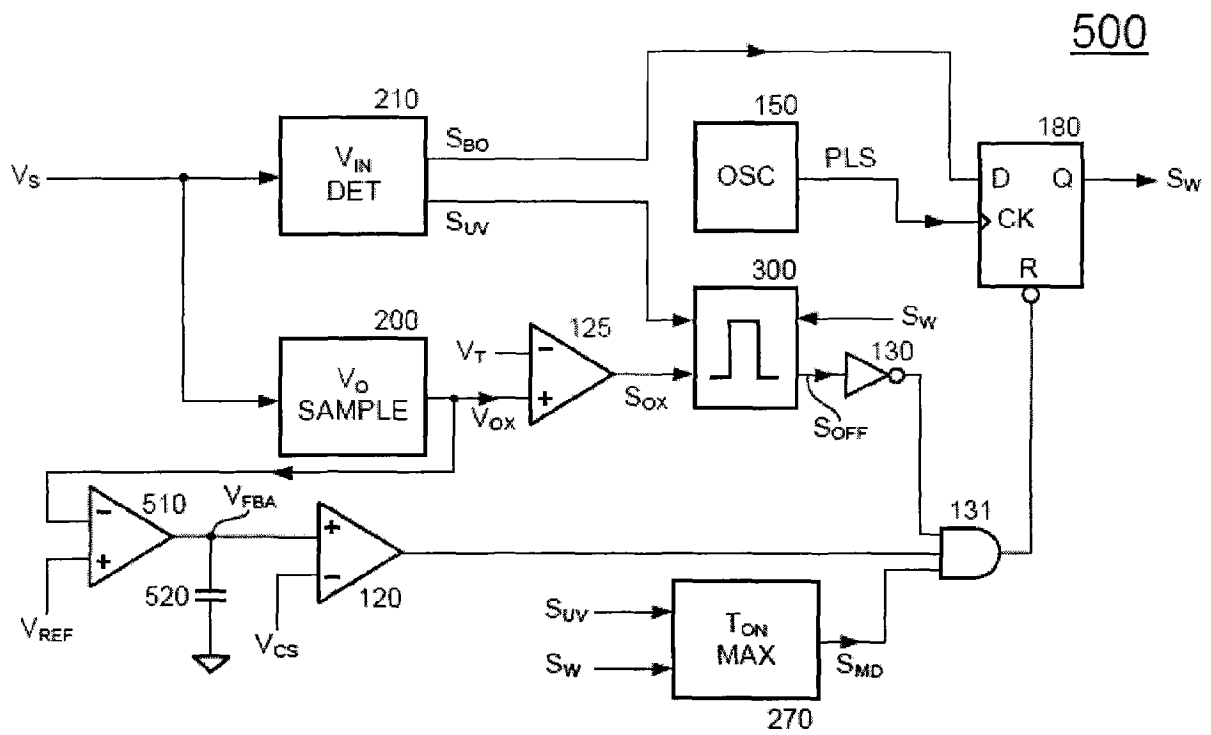 500
210
150
180
V_S
V_IN
DET
S_BO
S_UV
OSC
PLS
D
Q
S_W
CK
R
300
S_W
200
125
130
V_T
−
+
V_O
SAMPLE
V_OX
S_OX
S_OFF
510
V_FBA
131
−
+
+
−
520
120
V_REF
V_CS
S_UV
T_ON
MAX
S_W
S_MD
270